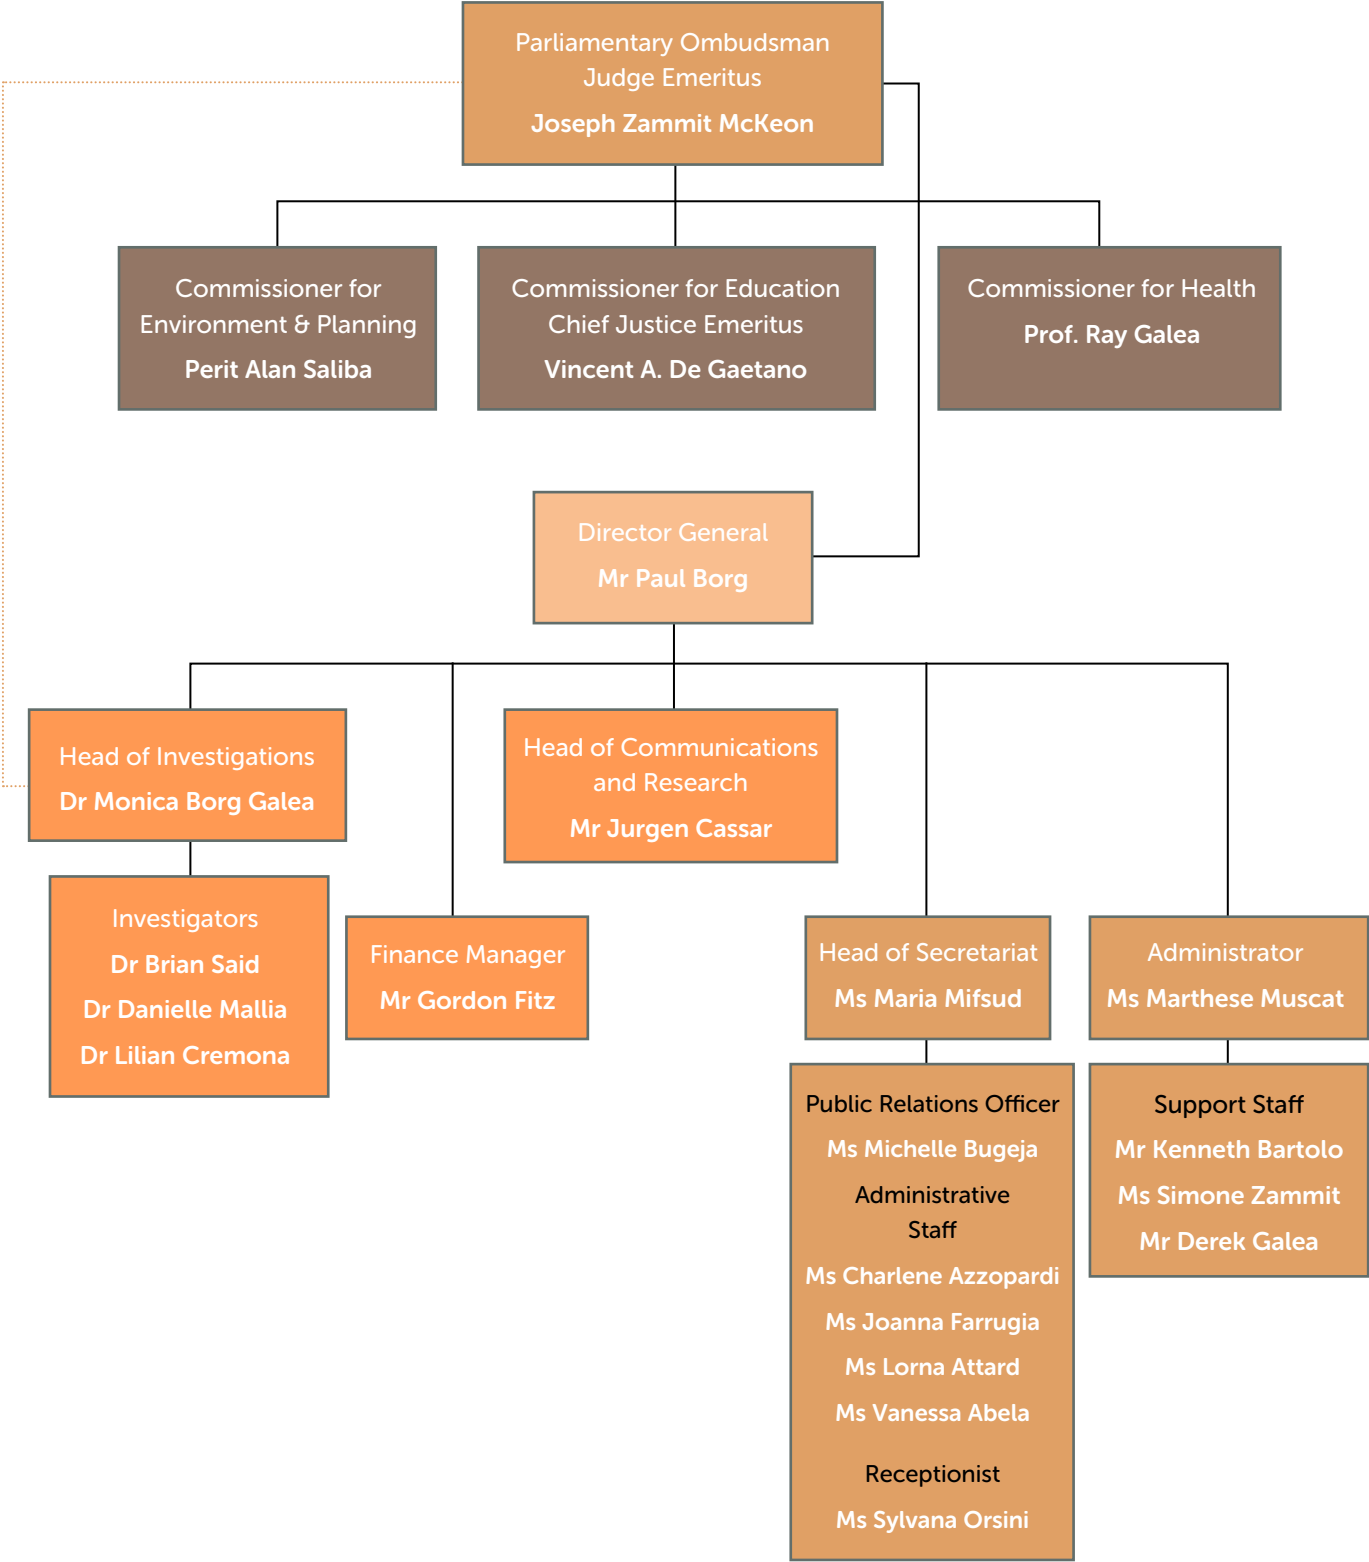 Parliamentary Ombudsman
Judge Emeritus
Joseph Zammit McKeon
Commissioner for
Environment & Planning
Perit Alan Saliba
Commissioner for Education
Chief Justice Emeritus
Vincent A. De Gaetano
Commissioner for Health
Prof. Ray Galea
Director General
Mr Paul Borg
Head of Investigations
Dr Monica Borg Galea
Head of Communications
and Research
Mr Jurgen Cassar
Investigators
Dr Brian Said
Dr Danielle Mallia
Dr Lilian Cremona
Finance Manager
Mr Gordon Fitz
Head of Secretariat
Ms Maria Mifsud
Administrator
Ms Marthese Muscat
Public Relations Officer
Ms Michelle Bugeja
Administrative
Staff
Ms Charlene Azzopardi
Ms Joanna Farrugia
Ms Lorna Attard
Ms Vanessa Abela
Receptionist
Ms Sylvana Orsini
Support Staff
Mr Kenneth Bartolo
Ms Simone Zammit
Mr Derek Galea